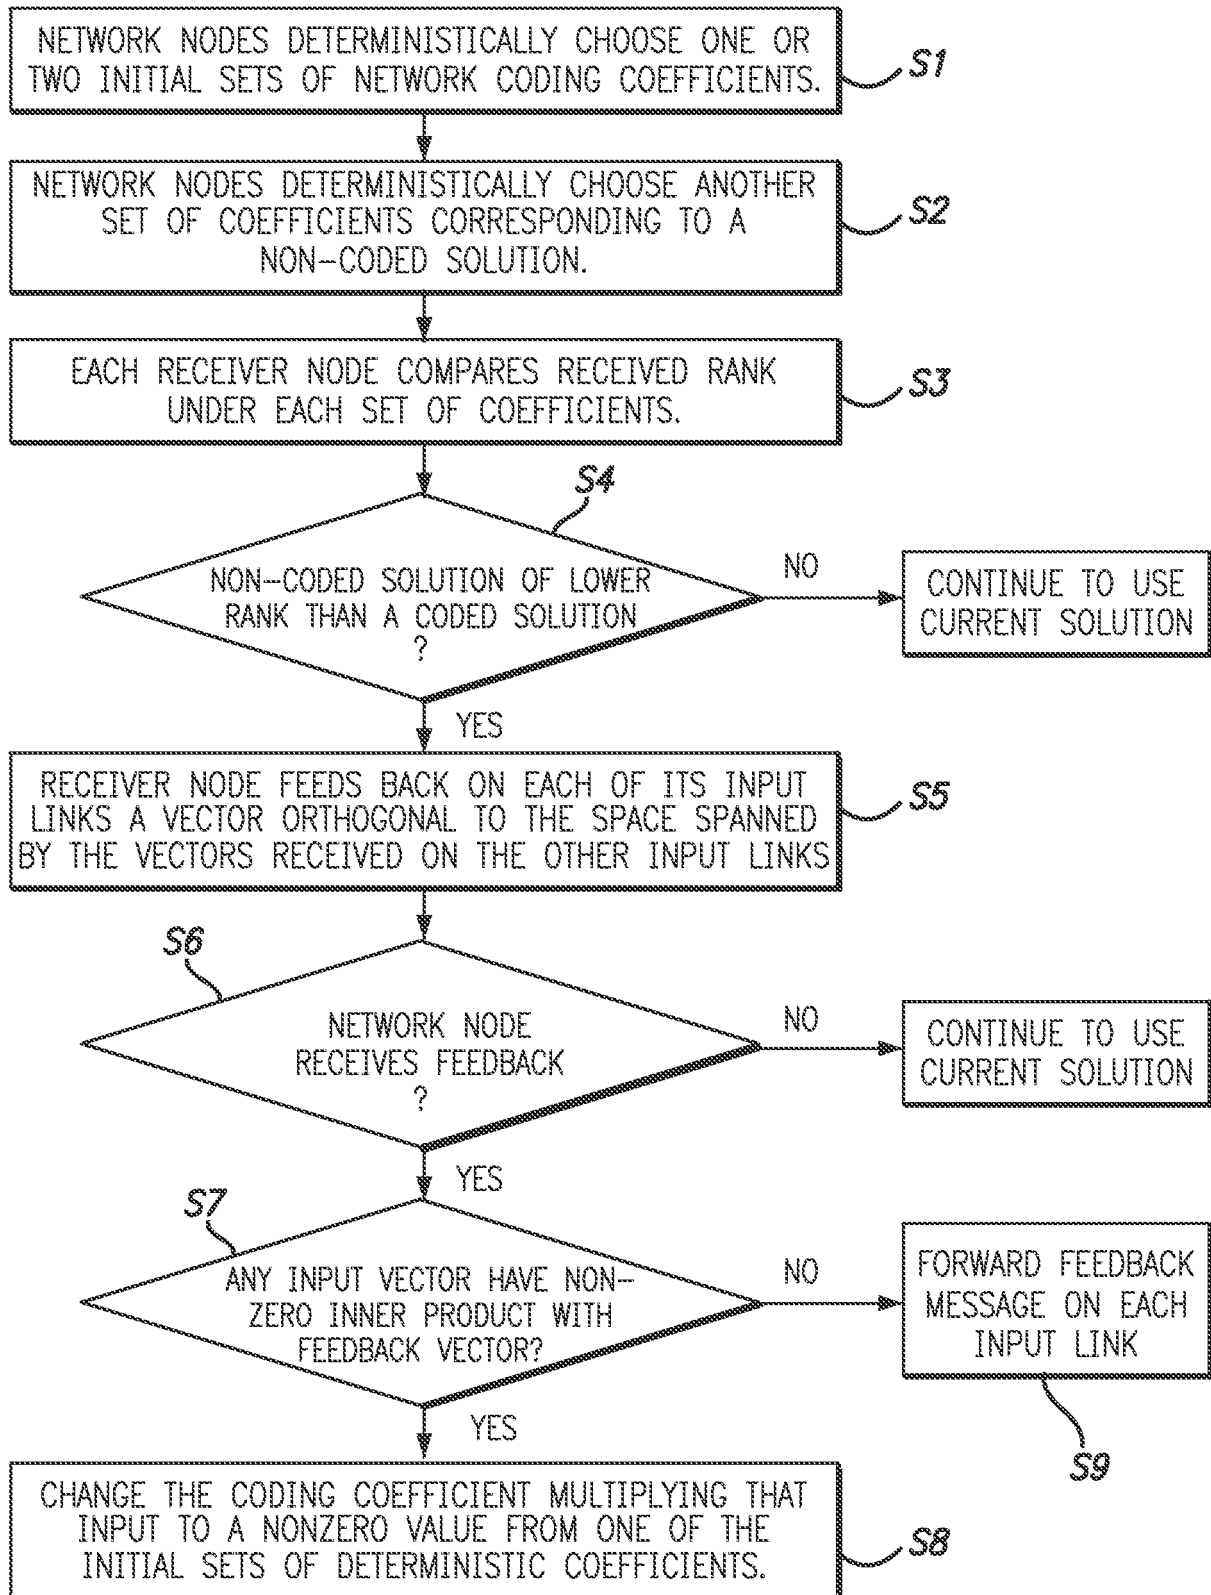 NETWORK NODES DETERMINISTICALLY CHOOSE ONE OR
TWO INITIAL SETS OF NETWORK CODING COEFFICIENTS.
S1
NETWORK NODES DETERMINISTICALLY CHOOSE ANOTHER
SET OF COEFFICIENTS CORRESPONDING TO A
NON-CODED SOLUTION.
S2
EACH RECEIVER NODE COMPARES RECEIVED RANK
UNDER EACH SET OF COEFFICIENTS.
S3
S4
NON-CODED SOLUTION OF LOWER
RANK THAN A CODED SOLUTION
?
NO
CONTINUE TO USE
CURRENT SOLUTION
YES
RECEIVER NODE FEEDS BACK ON EACH OF ITS INPUT
LINKS A VECTOR ORTHOGONAL TO THE SPACE SPANNED
BY THE VECTORS RECEIVED ON THE OTHER INPUT LINKS
S5
S6
NETWORK NODE
RECEIVES FEEDBACK
?
NO
CONTINUE TO USE
CURRENT SOLUTION
YES
S7
ANY INPUT VECTOR HAVE NON-
ZERO INNER PRODUCT WITH
FEEDBACK VECTOR?
NO
FORWARD FEEDBACK
MESSAGE ON EACH
INPUT LINK
S9
YES
CHANGE THE CODING COEFFICIENT MULTIPLYING THAT
INPUT TO A NONZERO VALUE FROM ONE OF THE
INITIAL SETS OF DETERMINISTIC COEFFICIENTS.
S8